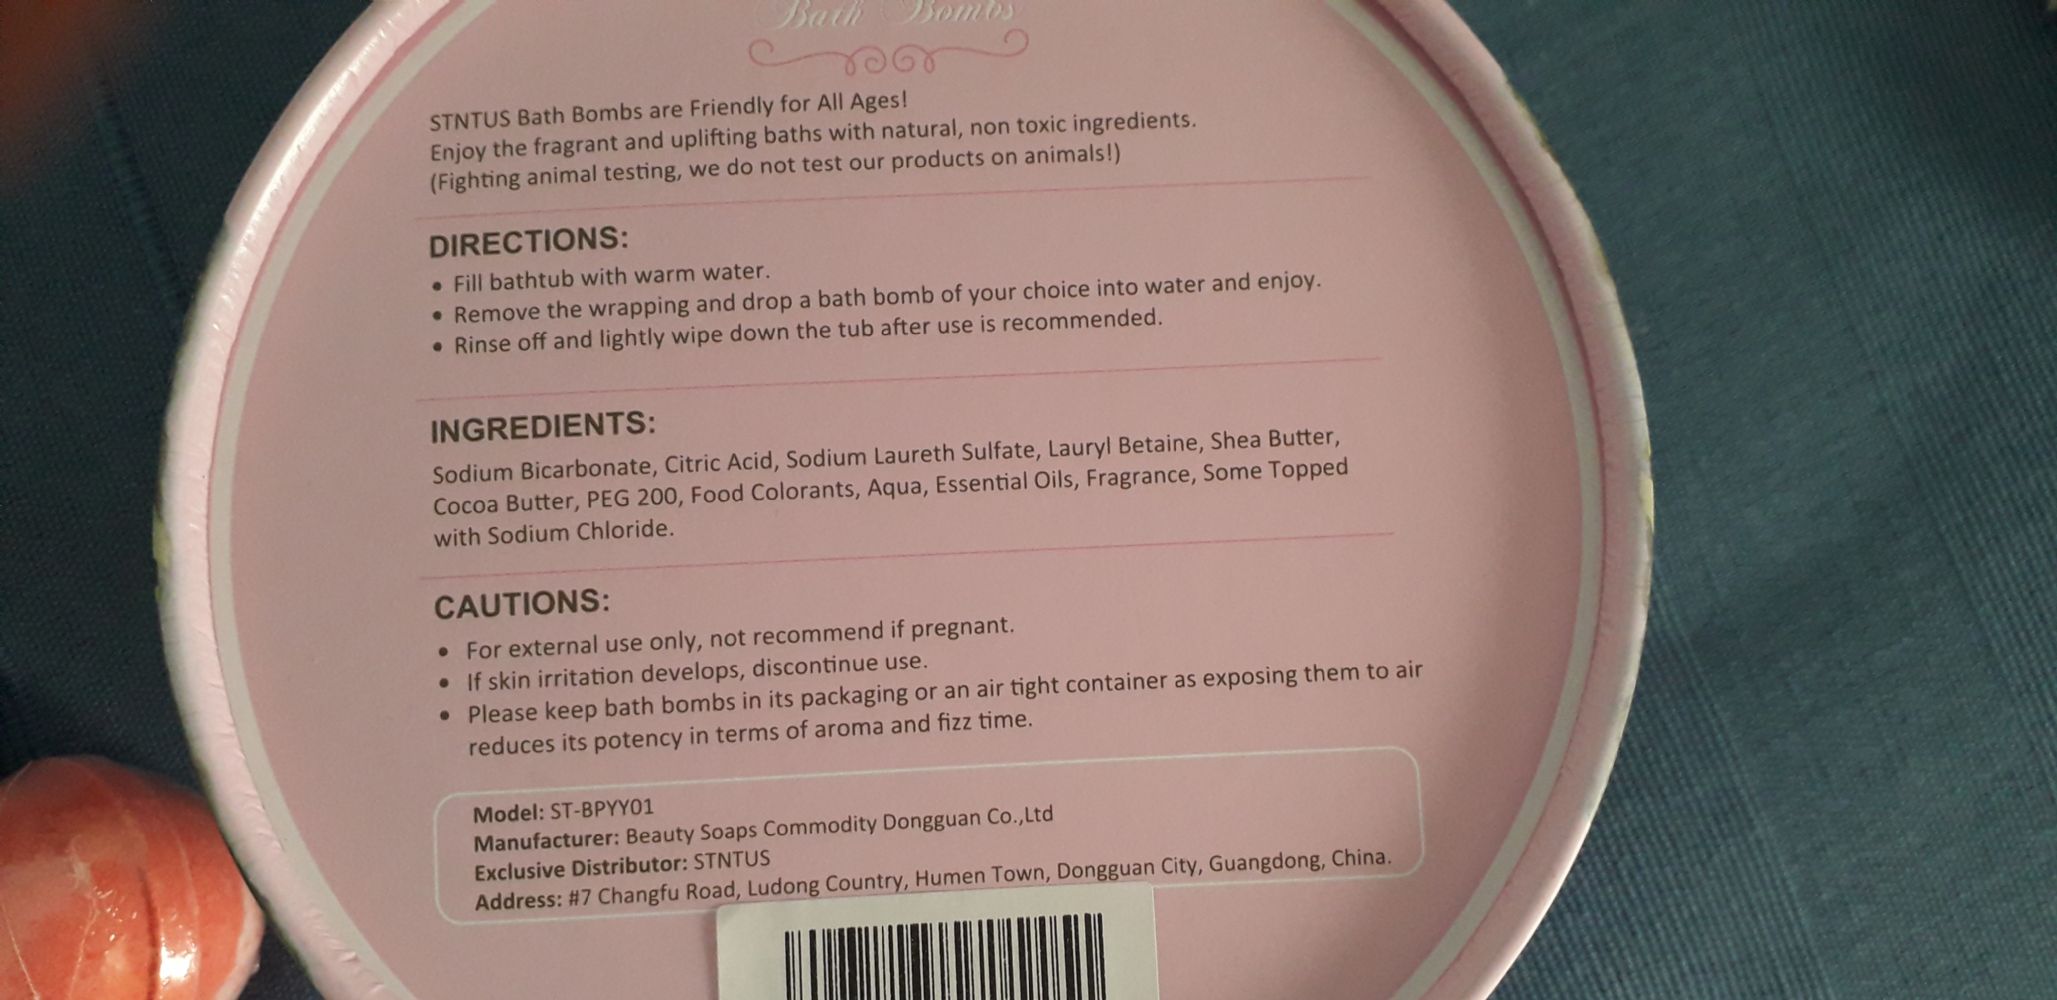 Bath Bombs
STNTUS Bath Bombs are Friendly for All Ages!
Enjoy the fragrant and uplifting baths with natural, non toxic ingredients.
(Fighting animal testing, we do not test our products on animals!)
DIRECTIONS:
• Fill bathtub with warm water.
• Remove the wrapping and drop a bath bomb of your choice into water and enjoy.
• Rinse off and lightly wipe down the tub after use is recommended.
INGREDIENTS:
Sodium Bicarbonate, Citric Acid, Sodium Laureth Sulfate, Lauryl Betaine, Shea Butter,
Cocoa Butter, PEG 200, Food Colorants, Aqua, Essential Oils, Fragrance, Some Topped
with Sodium Chloride.
CAUTIONS:
• For external use only, not recommend if pregnant.
• If skin irritation develops, discontinue use.
• Please keep bath bombs in its packaging or an air tight container as exposing them to air
reduces its potency in terms of aroma and fizz time.
Model: ST-BPYY01
Manufacturer: Beauty Soaps Commodity Dongguan Co.,Ltd
Exclusive Distributor: STNTUS
Address: #7 Changfu Road, Ludong Country, Humen Town, Dongguan City, Guangdong, China.